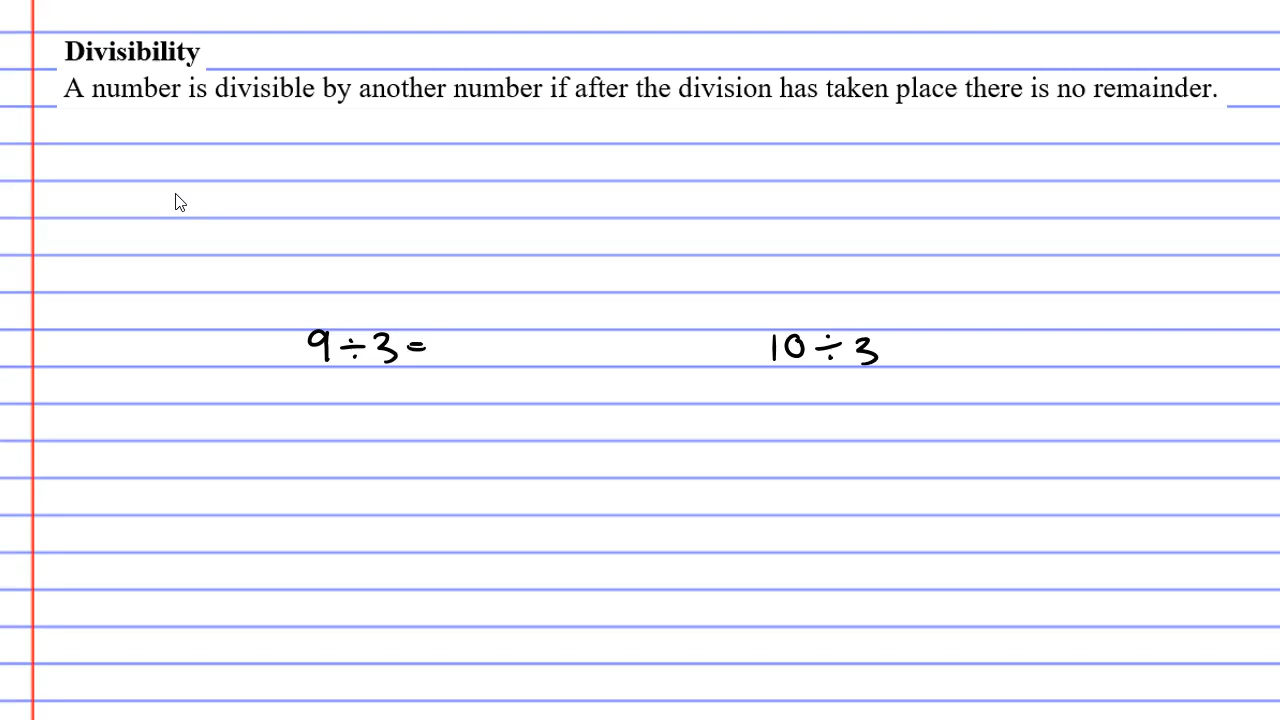 Divisibility
A number is divisible by another number if after the division has taken place there is no remainder.
9 ÷ 3 = 10 ÷ 3